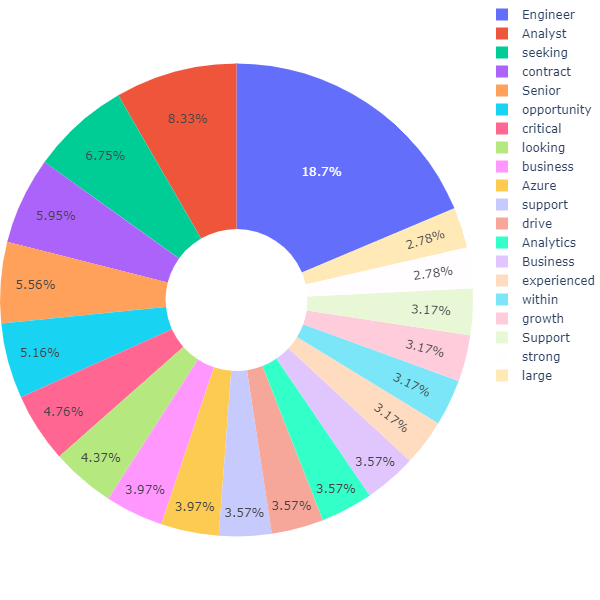 Engineer
Analyst
seeking
contract
Senior
opportunity
critical
looking
business
Azure
support
drive
Analytics
Business
experienced
within
growth
Support
strong
large
18.7%
8.33%
6.75%
5.95%
5.56%
5.16%
4.76%
4.37%
3.97%
3.97%
3.57%
3.57%
3.57%
3.57%
3.17%
3.17%
3.17%
3.17%
2.78%
2.78%